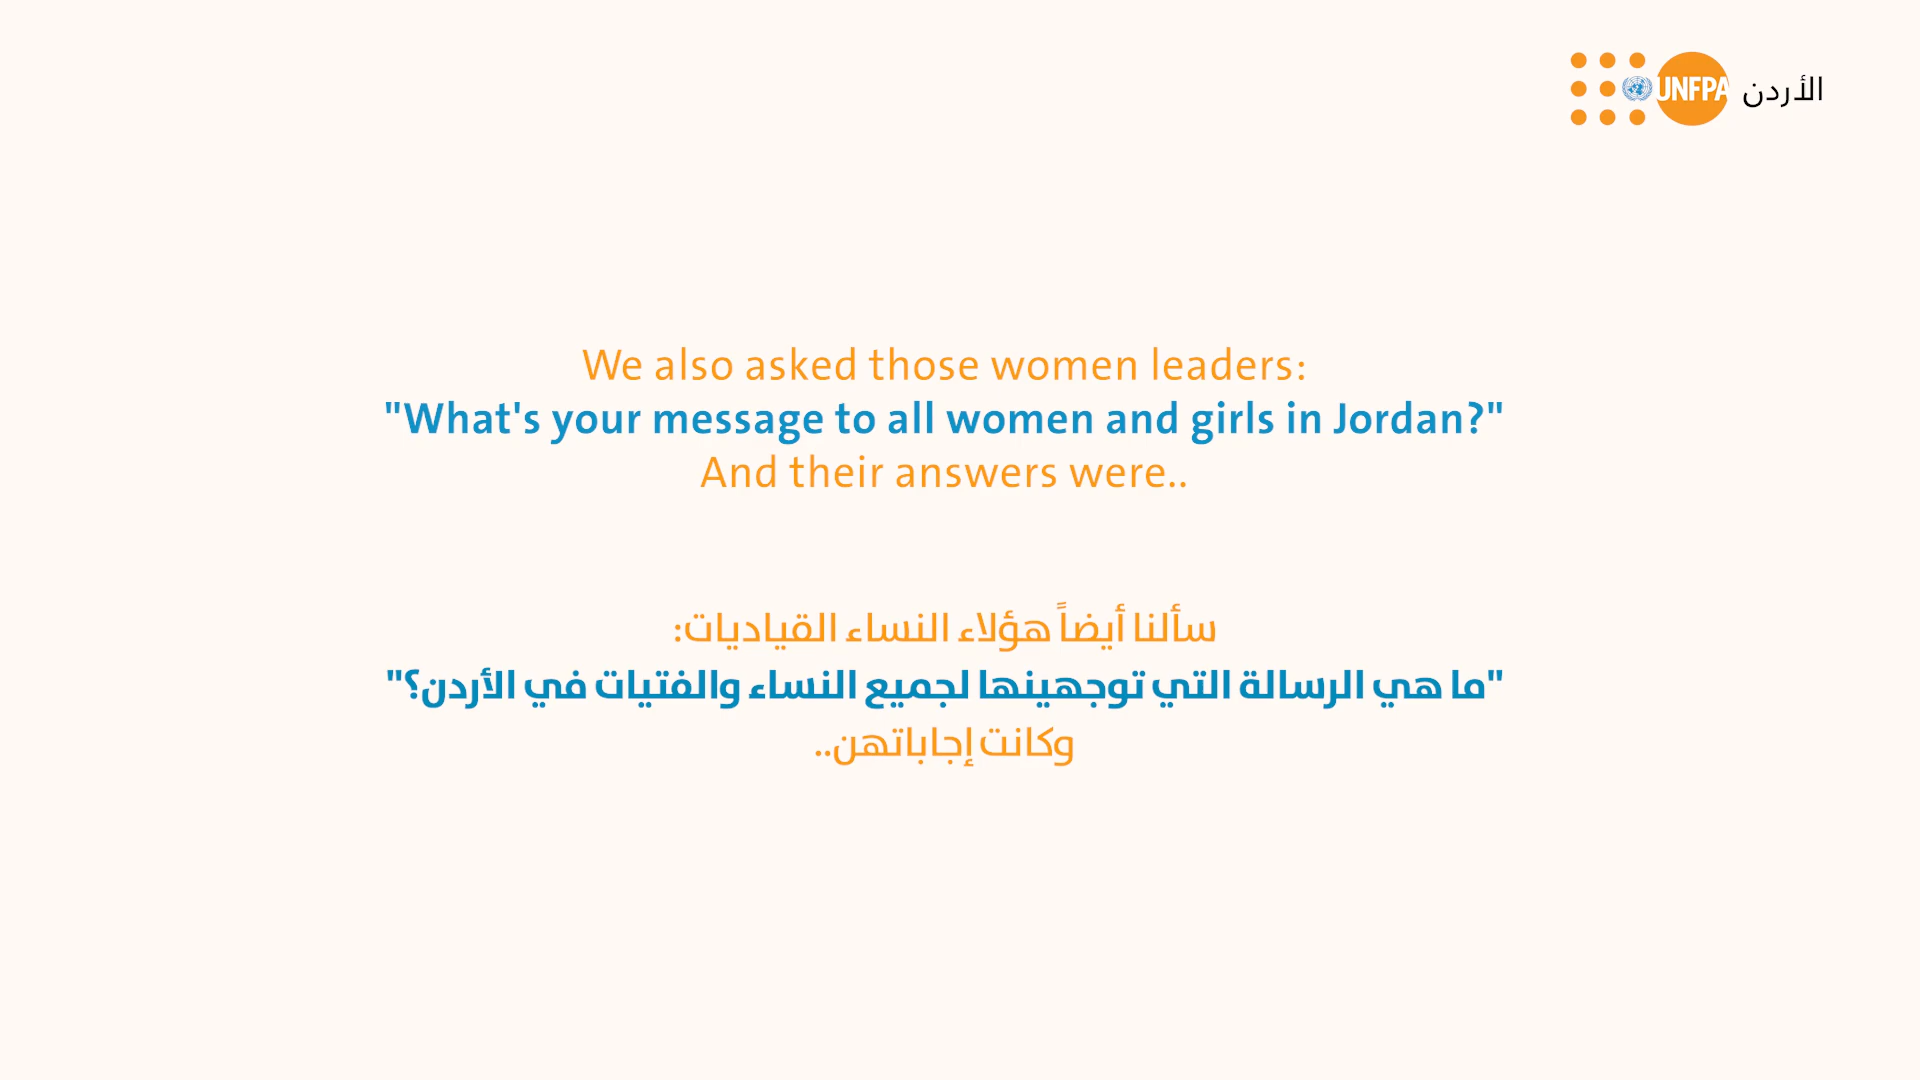 UNFPA الأردن
We also asked those women leaders:
"What's your message to all women and girls in Jordan?"
And their answers were..
سألنا أيضاً هؤلاء النساء القياديات:
"ما هي الرسالة التي توجهينها لجميع النساء والفتيات في الأردن؟"
وكانت إجاباتهن..